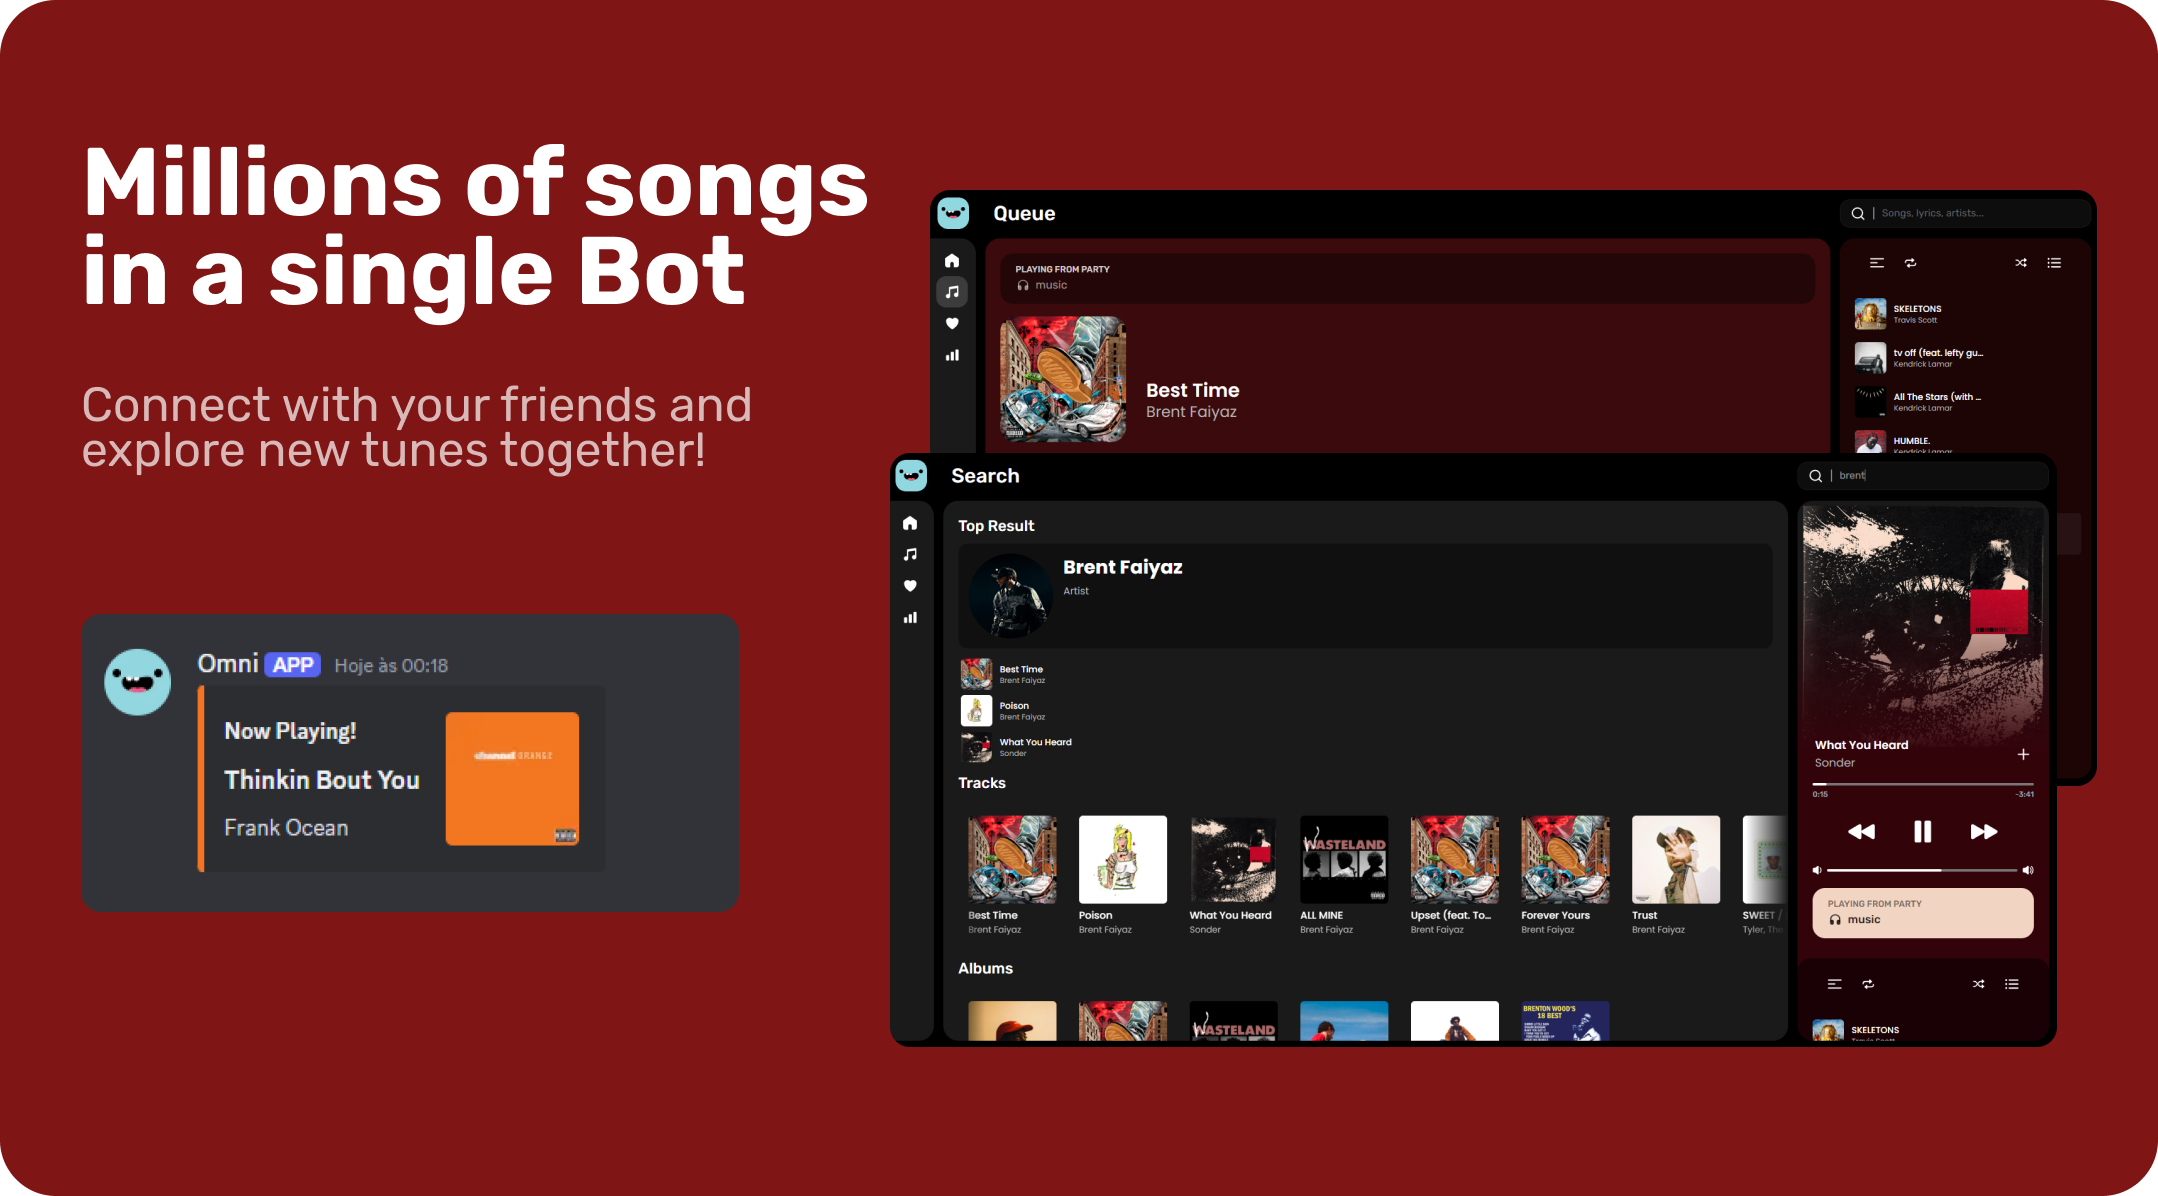 Millions of songs
in a single Bot
Connect with your friends and
explore new tunes together!
Omni APP Hoje às 00:18
Now Playing!
Thinkin Bout You
Frank Ocean
channel ORANGE
Queue
Songs, lyrics, artists...
PLAYING FROM PARTY
music
Best Time
Brent Faiyaz
SKELETONS
Travis Scott
tv off (feat. lefty gu...
Kendrick Lamar
All The Stars (with ...
Kendrick Lamar
HUMBLE.
Kendrick Lamar
Search
brent
Top Result
Brent Faiyaz
Artist
Best Time
Brent Faiyaz
Poison
Brent Faiyaz
What You Heard
Sonder
Tracks
WASTELAND
Best Time
Brent Faiyaz
Poison
Brent Faiyaz
What You Heard
Sonder
ALL MINE
Brent Faiyaz
Upset (feat. To...
Brent Faiyaz
Forever Yours
Brent Faiyaz
Trust
Brent Faiyaz
SWEET /
Tyler, The
Albums
WASTELAND
BRENTON WOOD'S
18 BEST
What You Heard
Sonder
0:15
-3:41
PLAYING FROM PARTY
music
SKELETONS
Travis Scott